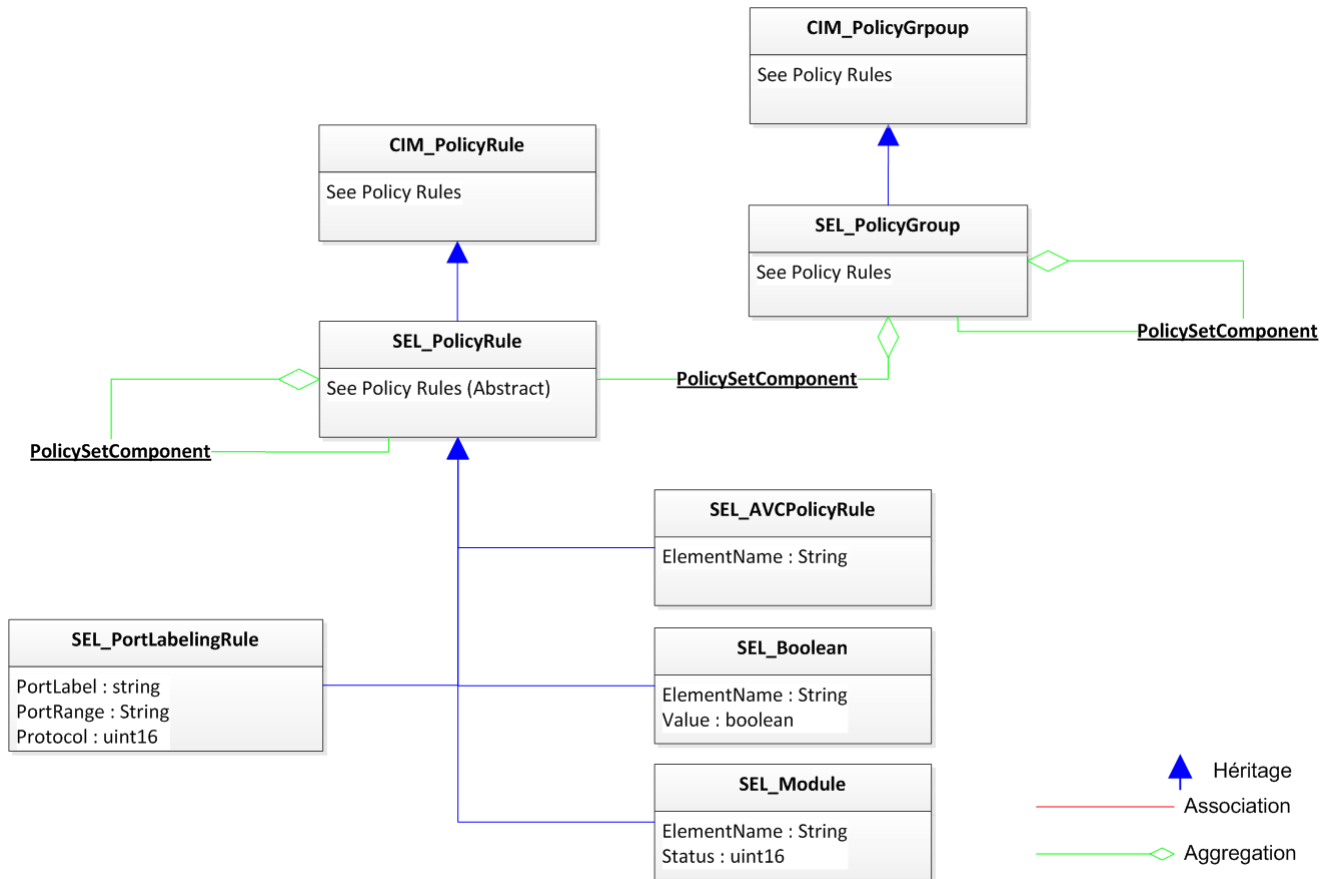 CIM_PolicyGrpoup
See Policy Rules
CIM_PolicyRule
See Policy Rules
SEL_PolicyGroup
See Policy Rules
PolicySetComponent
SEL_PolicyRule
See Policy Rules (Abstract)
PolicySetComponent
PolicySetComponent
SEL_AVCPolicyRule
ElementName : String
SEL_PortLabelingRule
PortLabel : string
PortRange : String
Protocol : uint16
SEL_Boolean
ElementName : String
Value : boolean
SEL_Module
ElementName : String
Status : uint16
Héritage
Association
Aggregation